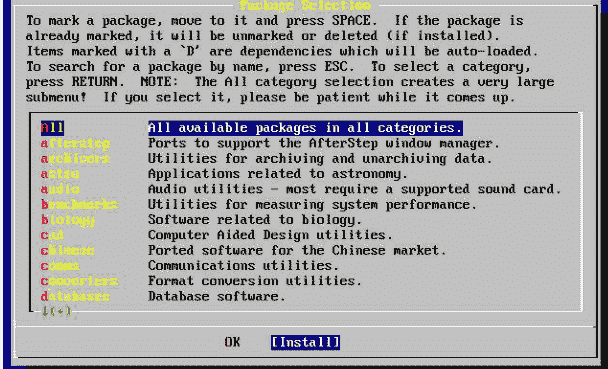 Package Selection
To mark a package, move to it and press SPACE.  If the package is
already marked, it will be unmarked or deleted (if installed).
Items marked with a `D' are dependencies which will be auto-loaded.
To search for a package by name, press ESC.  To select a category,
press RETURN.  NOTE:  The All category selection creates a very large
submenu!  If you select it, please be patient while it comes up.
All All available packages in all categories.
afterstep Ports to support the AfterStep window manager.
archivers Utilities for archiving and unarchiving data.
astro Applications related to astronomy.
audio Audio utilities - most require a supported sound card.
benchmarks Utilities for measuring system performance.
biology Software related to biology.
cad Computer Aided Design utilities.
chinese Ported software for the Chinese market.
comms Communications utilities.
converters Format conversion utilities.
databases Database software.
(+)
OK [Install]